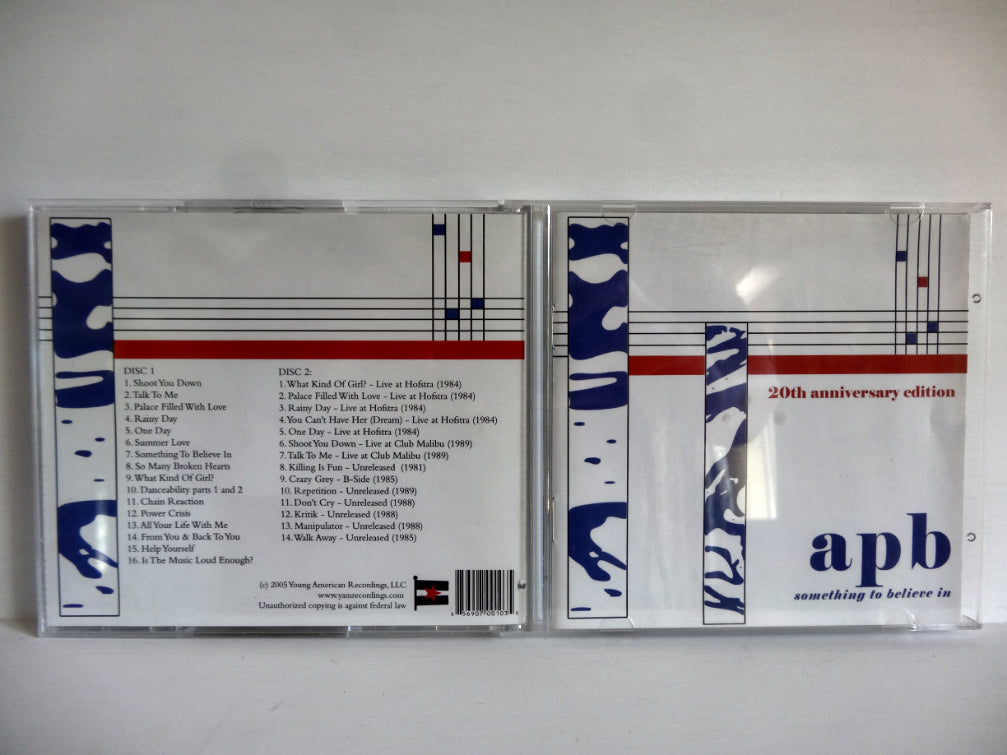 DISC 1
1. Shoot You Down
2. Talk To Me
3. Palace Filled With Love
4. Rainy Day
5. One Day
6. Summer Love
7. Something To Believe In
8. So Many Broken Hearts
9. What Kind Of Girl?
10. Danceability parts 1 and 2
11. Chain Reaction
12. Power Crisis
13. All Your Life With Me
14. From You & Back To You
15. Help Yourself
16. Is The Music Loud Enough?
DISC 2:
1. What Kind Of Girl? - Live at Hofstra (1984)
2. Palace Filled With Love - Live at Hofstra (1984)
3. Rainy Day - Live at Hofstra (1984)
4. You Can't Have Her (Dream) - Live at Hofstra (1984)
5. One Day - Live at Hofstra (1984)
6. Shoot You Down - Live at Club Malibu (1989)
7. Talk To Me - Live at Club Malibu (1989)
8. Killing Is Fun - Unreleased (1981)
9. Crazy Grey - B-Side (1985)
10. Repetition - Unreleased (1989)
11. Don't Cry - Unreleased (1988)
12. Kritik - Unreleased (1988)
13. Manipulator - Unreleased (1988)
14. Walk Away - Unreleased (1985)
(c) 2005 Young American Recordings, LLC
www.yamrecordings.com
Unauthorized copying is against federal law
8 56907 00103 1
20th anniversary edition
apb
something to believe in